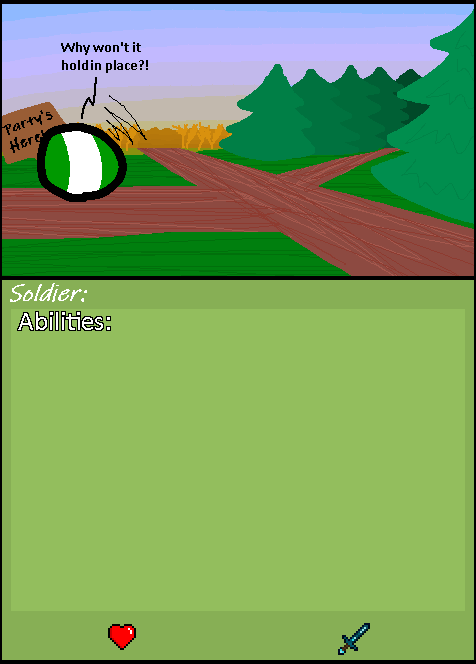 Why won't it
holdin place?!
Party's
Here!
Soldier:
Abilities: